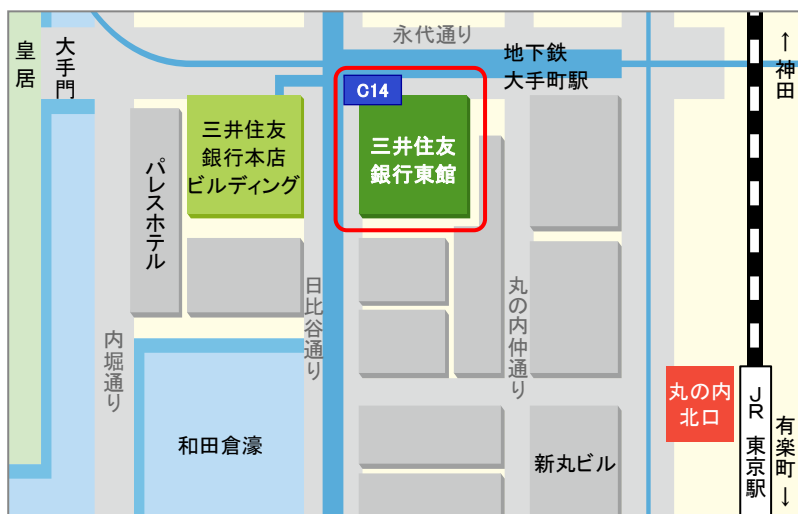 永代通り
皇居
大手門
地下鉄
大手町駅
↑神田
C14
三井住友
銀行本店
ビルディング
三井住友
銀行東館
パレスホテル
日比谷通り
丸の内仲通り
内堀通り
丸の内
北口
JR 東京駅
有楽町↓
和田倉濠
新丸ビル